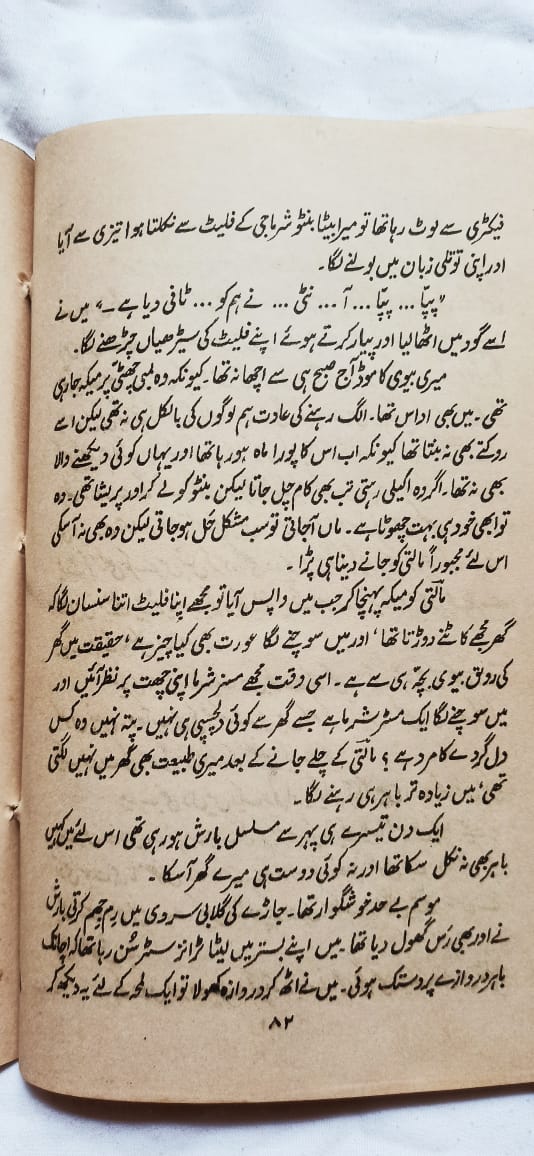 فیکٹری سے لوٹ رہا تھا تو میرا بیٹا بنٹو شرما جی کے فلیٹ سے نکلتا ہوا تیزی سے آیا
اور اپنی توتلی زبان میں بولنے لگا۔
”پپّا ... پپّا ... آ ... نٹی ... نے ہم کو ... ٹافی دیا ہے ـ“ میں نے
اسے گود میں اٹھا لیا اور پیار کرتے ہوئے اپنے فلیٹ کی سیڑھیاں چڑھنے لگا۔
میری بیوی کا موڈ آج صبح ہی سے اچھا نہ تھا۔ کیونکہ وہ لمبی چھٹی پر میکہ جا رہی
تھی۔ میں بھی اداس تھا۔ الگ رہنے کی عادت ہم لوگوں کی بالکل ہی نہ تھی لیکن اسے
روکتے بھی نہ بنتا تھا کیونکہ اب اس کا پورا ماہ ہو رہا تھا اور یہاں کوئی دیکھنے والا
بھی نہ تھا۔ اگر وہ اکیلی رہتی تب بھی کام چل جاتا لیکن بنٹو کو لے کر اور پریشا تھی۔ وہ
تو ابھی خود ہی بہت چھوٹا ہے۔ ماں آجاتی تو سب مشکل حَل ہو جاتی لیکن وہ بھی نہ آسکی
اس لئے مجبوراً مالتی کو جانے دینا ہی پڑا ۔
مالتی کو میکہ پہنچا کر جب میں واپس آیا تو مجھے اپنا فلیٹ اتنا سنسان لگا کہ
گھر مجھے کاٹنے دوڑتا تھا، اور میں سوچنے لگا عورت بھی کیا چیز ہے، حقیقت میں گھر
کی رونق بیوی بچّہ ہی سے ہے۔ اسی وقت مجھے مسز شرما اپنی چھت پر نظر آئیں اور
میں سوچنے لگا ایک مسٹر شرما ہے جسے گھر سے کوئی دلچسپی ہی نہیں۔ پتہ نہیں وہ کس
دل گردے کا مرد ہے؟ مالتی کے چلے جانے کے بعد میری طبیعت بھی گھر میں نہیں لگتی
تھی، میں زیادہ تر باہر ہی رہنے لگا۔
ایک دن تیسرے ہی پہر سے مسلسل بارش ہو رہی تھی اس لئے میں کہیں
باہر بھی نہ نکل سکا تھا اور نہ کوئی دوست ہی میرے گھر آسکا ۔
موسم بے حد خوشگوار تھا۔ جاڑے کی گلابی سردی میں رِم جھِم کرتی بارش
نے اور بھی رَس گھول دیا تھا۔ میں اپنے بستر میں لیٹا ٹرانزسٹر سُن رہا تھا کہ اچانک
باہر دروازے پر دستک ہوئی۔ میں نے اٹھ کر دروازہ کھولا تو ایک لمحہ کے لئے یہ دیکھ کر
۸۲